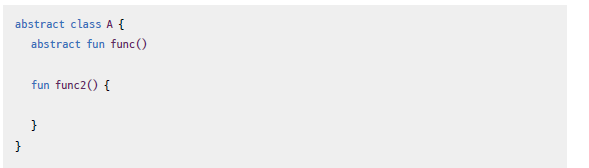 abstract class A {
abstract fun func()
fun func2() {
}
}